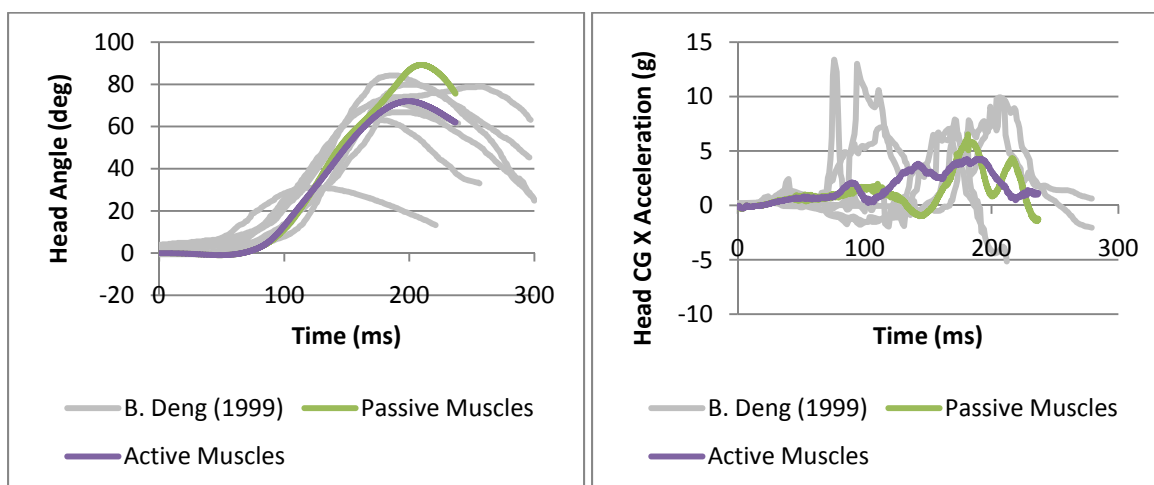 Head Angle (deg)
100
80
60
40
20
0
-20
0
100
200
300
Time (ms)
B. Deng (1999)
Passive Muscles
Active Muscles
Head CG X Acceleration (g)
15
10
5
0
-5
-10
0
100
200
300
Time (ms)
B. Deng (1999)
Passive Muscles
Active Muscles